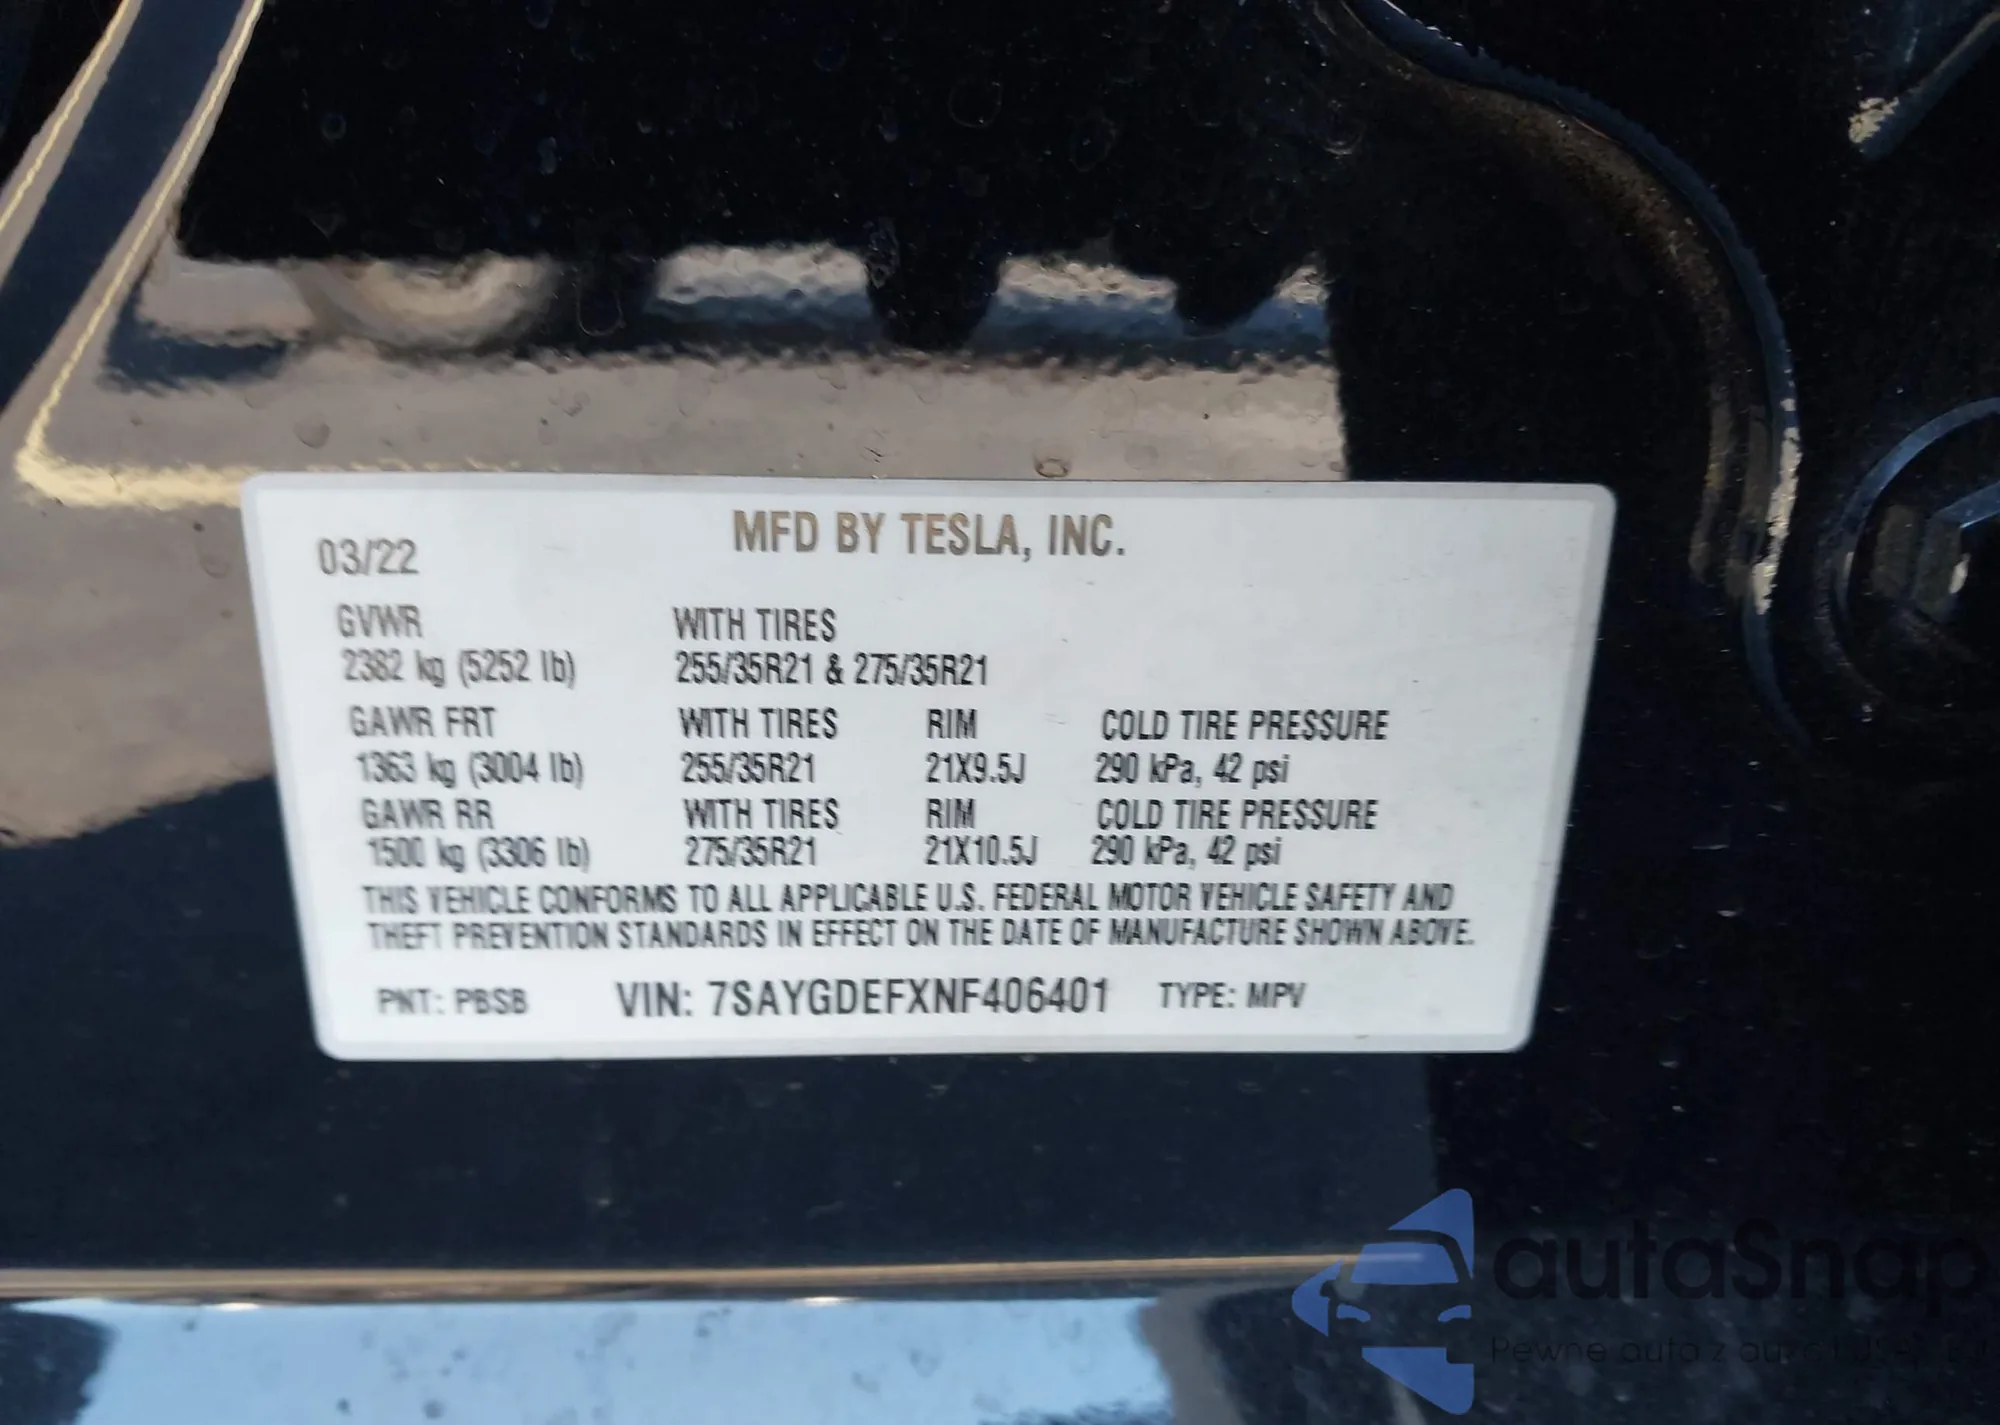 03/22
MFD BY TESLA, INC.
GVWR WITH TIRES
2382 kg (5252 lb) 255/35R21 & 275/35R21
GAWR FRT WITH TIRES RIM COLD TIRE PRESSURE
1363 kg (3004 lb) 255/35R21 21X9.5J 290 kPa, 42 psi
GAWR RR WITH TIRES RIM COLD TIRE PRESSURE
1500 kg (3306 lb) 275/35R21 21X10.5J 290 kPa, 42 psi
THIS VEHICLE CONFORMS TO ALL APPLICABLE U.S. FEDERAL MOTOR VEHICLE SAFETY AND
THEFT PREVENTION STANDARDS IN EFFECT ON THE DATE OF MANUFACTURE SHOWN ABOVE.
PNT: PBSB VIN: 7SAYGDEFXNF406401 TYPE: MPV
autaSnap
Pewne auto z